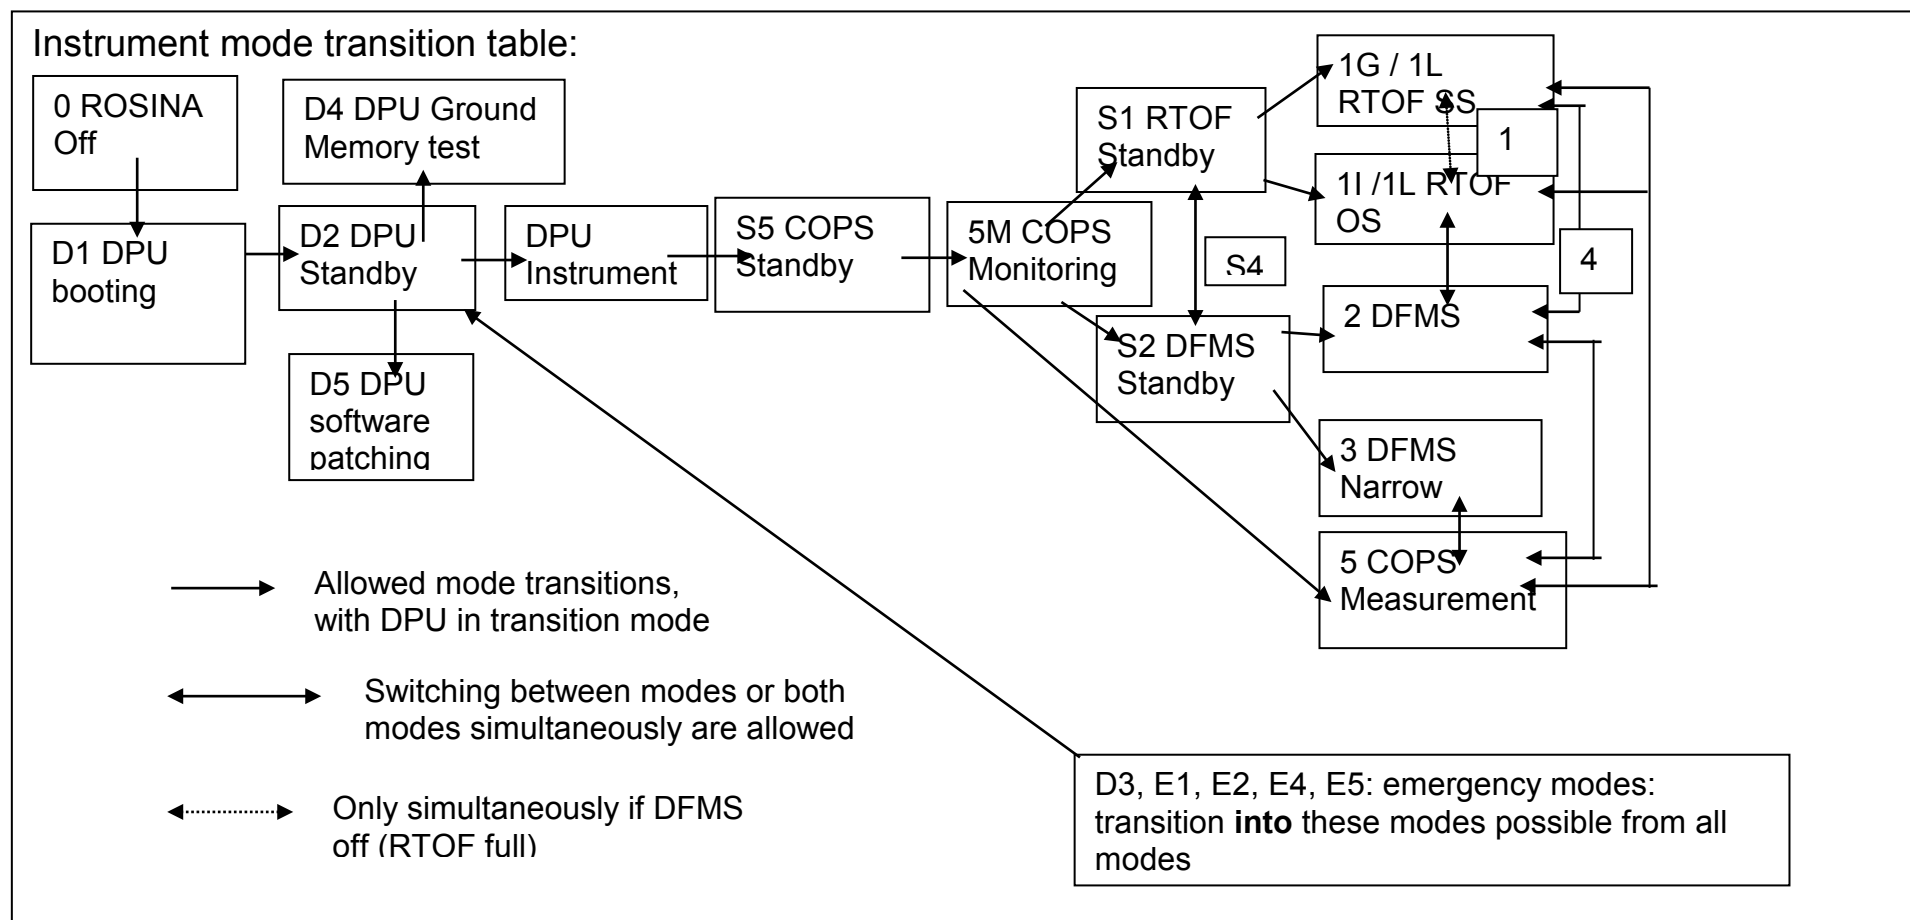 Instrument mode transition table:
0 ROSINA
Off
D4 DPU Ground
Memory test
D1 DPU
booting
D2 DPU
Standby
D5 DPU
software
patching
DPU
Instrument
S5 COPS
Standby
5M COPS
Monitoring
S1 RTOF
Standby
S4
S2 DFMS
Standby
1G / 1L
RTOF SS
1
1I /1L RTOF
OS
4
2 DFMS
3 DFMS
Narrow
5 COPS
Measurement
Allowed mode transitions,
with DPU in transition mode
Switching between modes or both
modes simultaneously are allowed
Only simultaneously if DFMS
off (RTOF full)
D3, E1, E2, E4, E5: emergency modes:
transition into these modes possible from all
modes